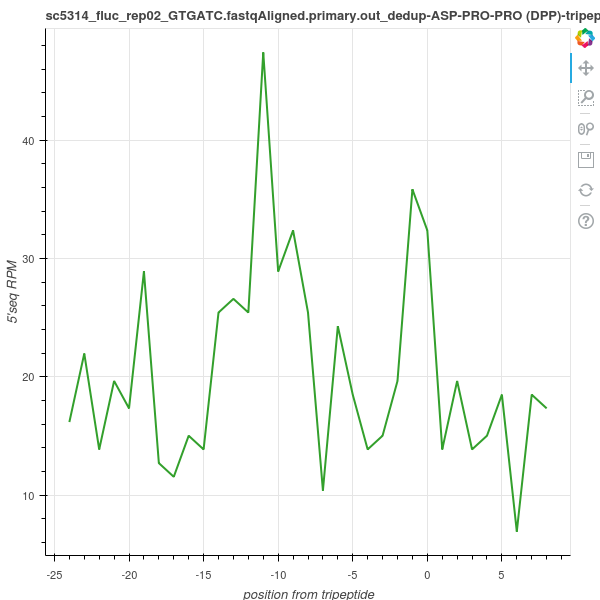 sc5314_fluc_rep02_GTGATC.fastqAligned.primary.out_dedup-ASP-PRO-PRO (DPP)-tripep
40
30
20
10
5'seq RPM
-25 -20 -15 -10 -5 0 5
position from tripeptide